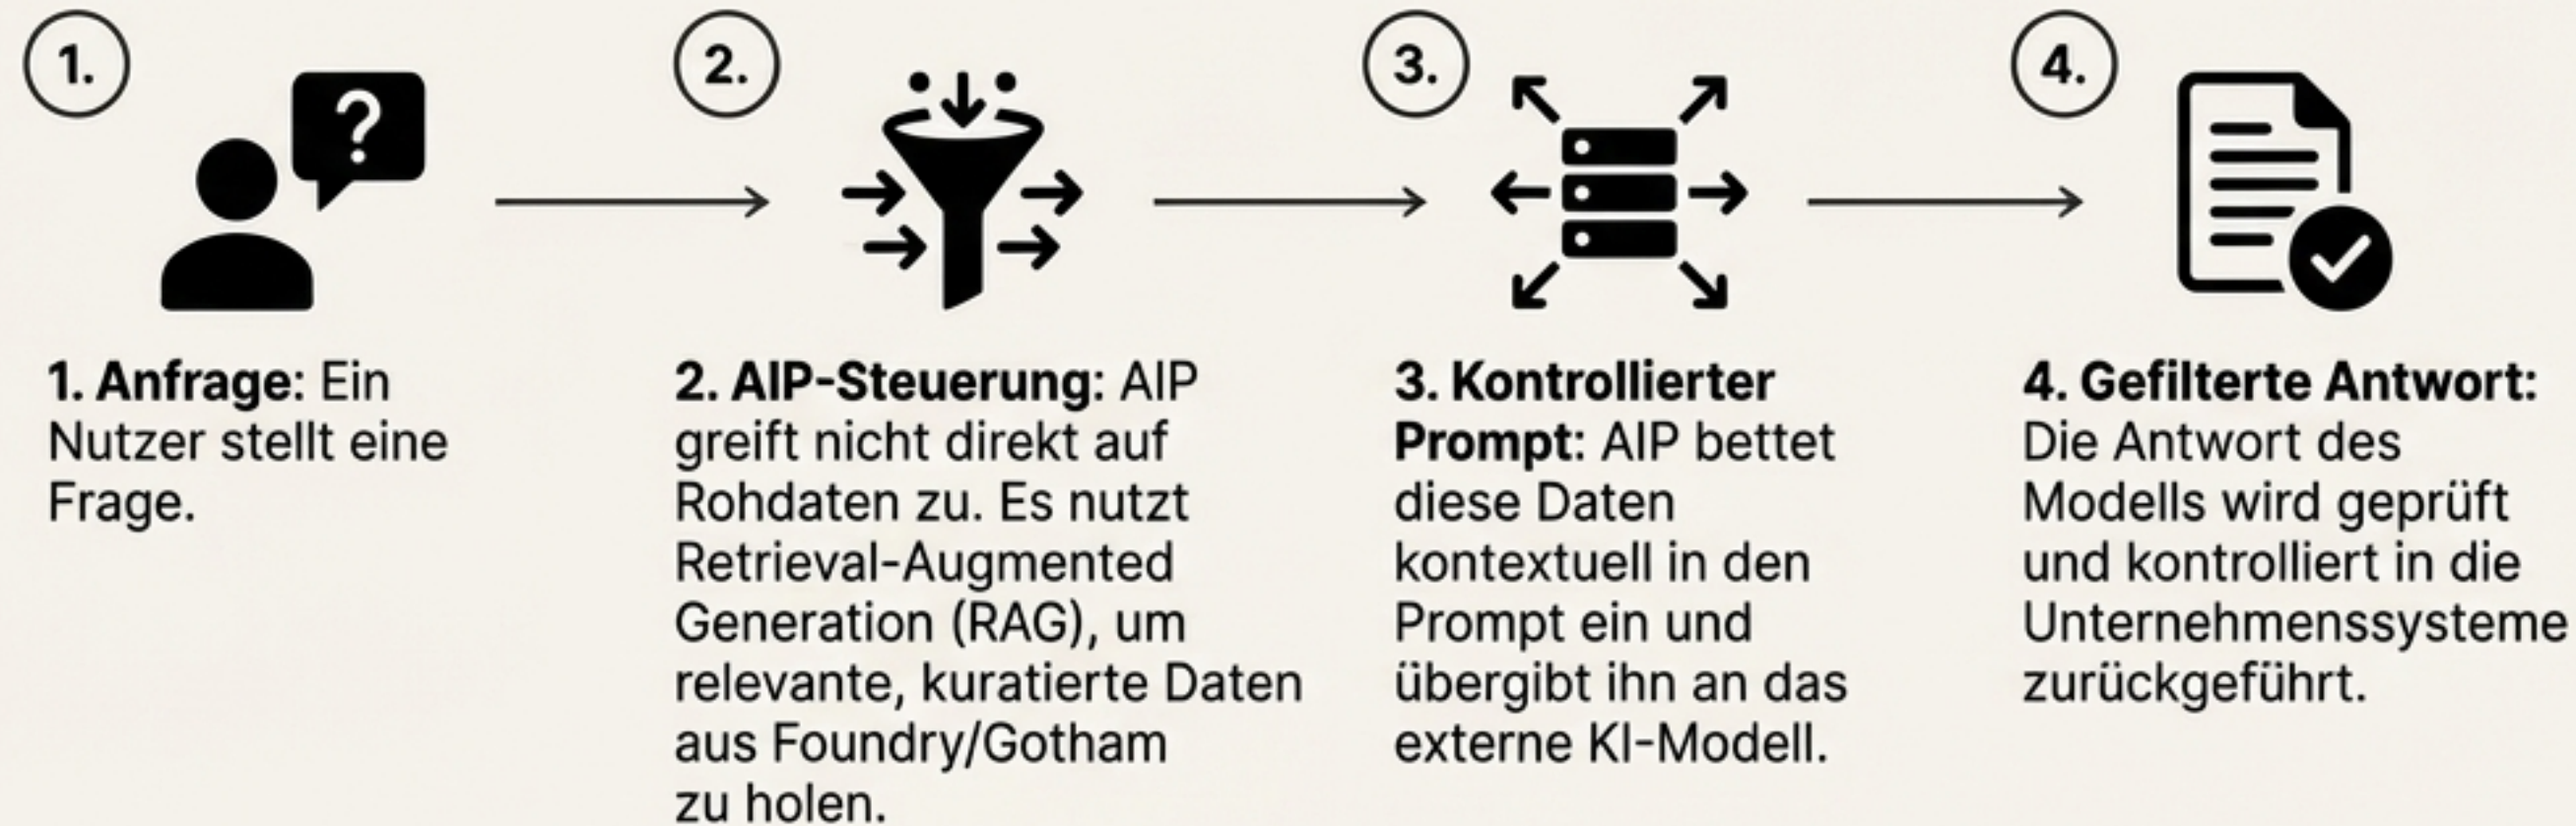 1.
2.
3.
4.
?
1. Anfrage: Ein
Nutzer stellt eine
Frage.
2. AIP-Steuerung: AIP
greift nicht direkt auf
Rohdaten zu. Es nutzt
Retrieval-Augmented
Generation (RAG), um
relevante, kuratierte Daten
aus Foundry/Gotham
zu holen.
3. Kontrollierter
Prompt: AIP bettet
diese Daten
kontextuell in den
Prompt ein und
übergibt ihn an das
externe KI-Modell.
4. Gefilterte Antwort:
Die Antwort des
Modells wird geprüft
und kontrolliert in die
Unternehmenssysteme
zurückgeführt.